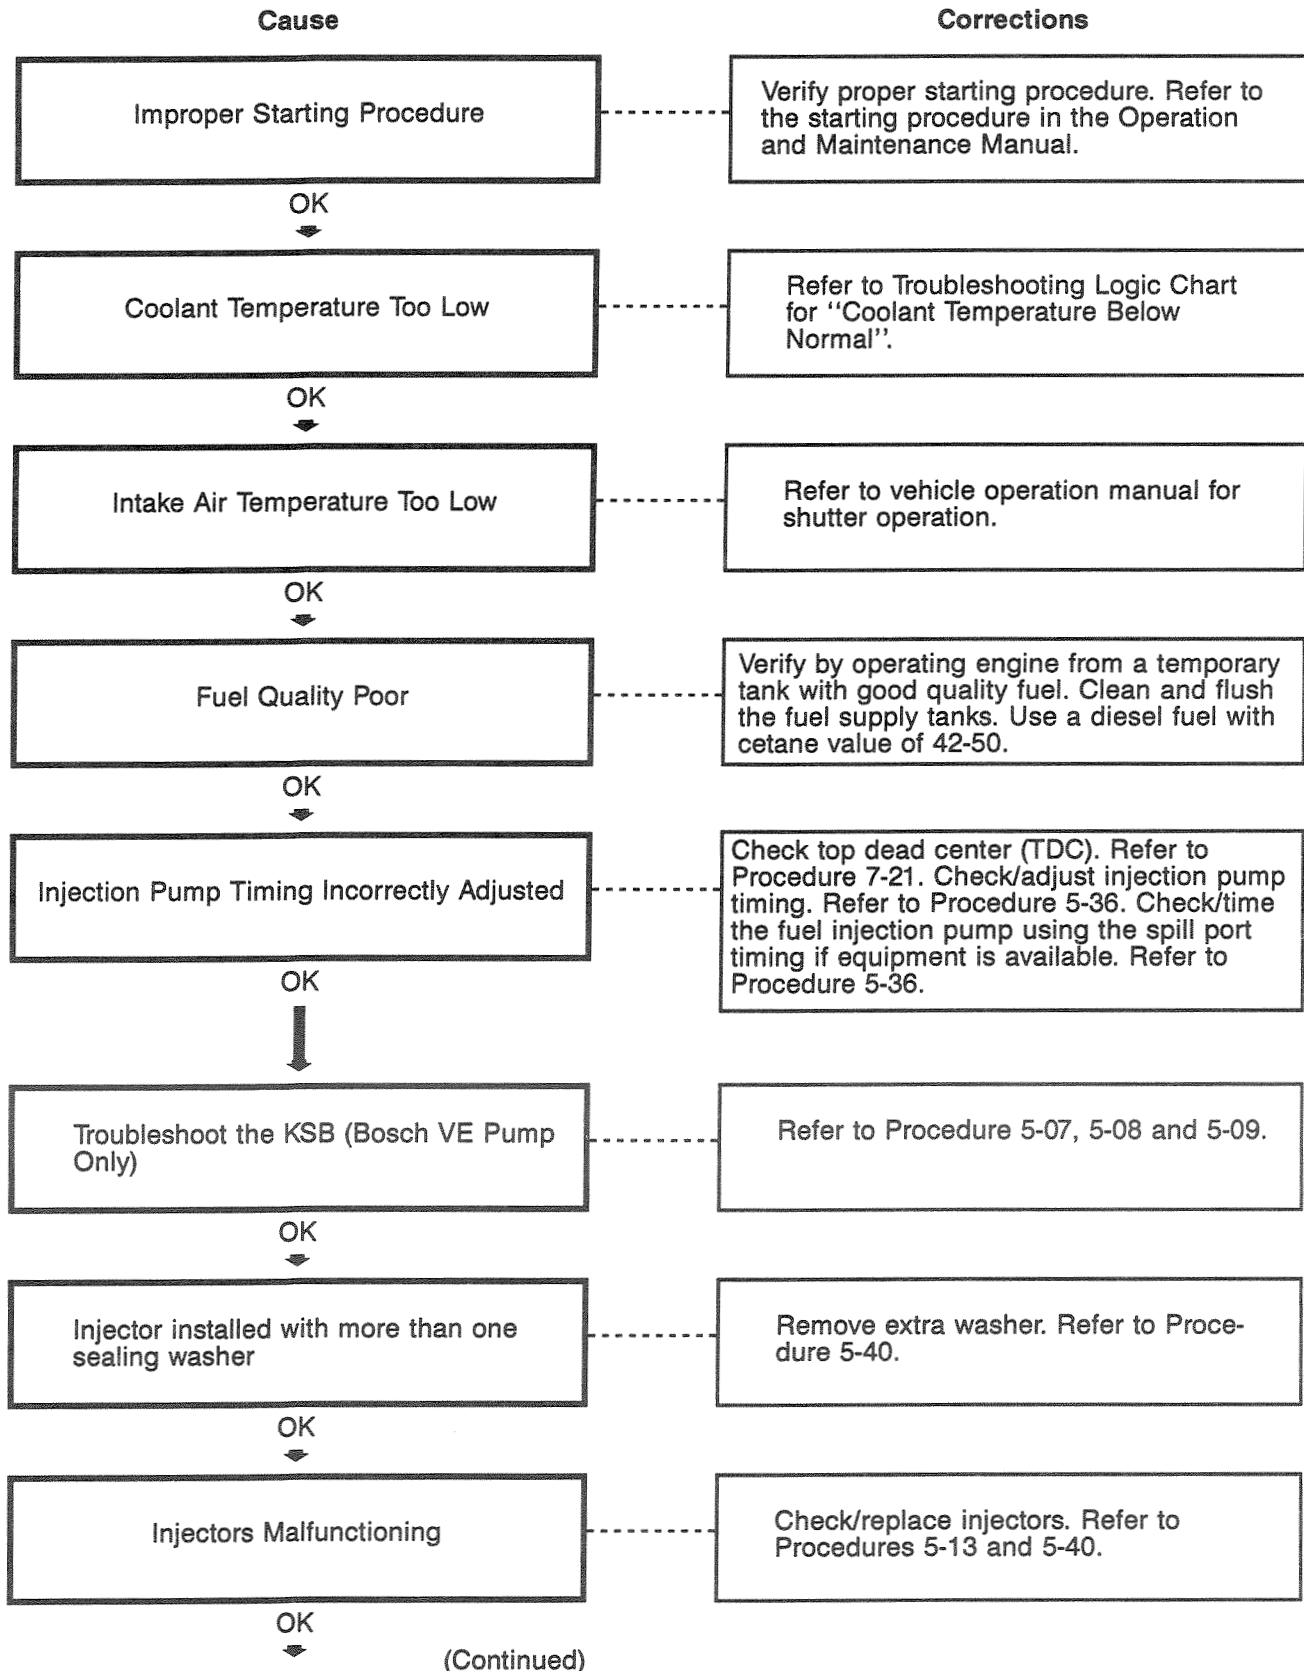 Cause
Corrections
Improper Starting Procedure
Verify proper starting procedure. Refer to
the starting procedure in the Operation
and Maintenance Manual.
OK
Coolant Temperature Too Low
Refer to Troubleshooting Logic Chart
for ‘‘Coolant Temperature Below
Normal’’.
OK
Intake Air Temperature Too Low
Refer to vehicle operation manual for
shutter operation.
OK
Fuel Quality Poor
Verify by operating engine from a temporary
tank with good quality fuel. Clean and flush
the fuel supply tanks. Use a diesel fuel with
cetane value of 42-50.
OK
Injection Pump Timing Incorrectly Adjusted
Check top dead center (TDC). Refer to
Procedure 7-21. Check/adjust injection pump
timing. Refer to Procedure 5-36. Check/time
the fuel injection pump using the spill port
timing if equipment is available. Refer to
Procedure 5-36.
OK
Troubleshoot the KSB (Bosch VE Pump
Only)
Refer to Procedure 5-07, 5-08 and 5-09.
OK
Injector installed with more than one
sealing washer
Remove extra washer. Refer to Proce-
dure 5-40.
OK
Injectors Malfunctioning
Check/replace injectors. Refer to
Procedures 5-13 and 5-40.
OK
(Continued)